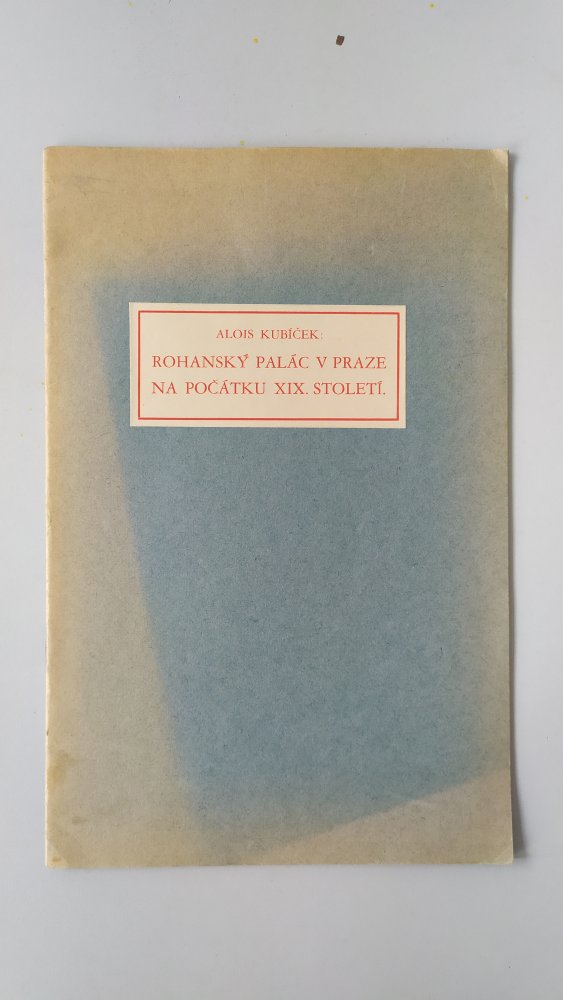 ALOIS KUBÍČEK:
ROHANSKÝ PALÁC V PRAZE
NA POČÁTKU XIX. STOLETÍ.